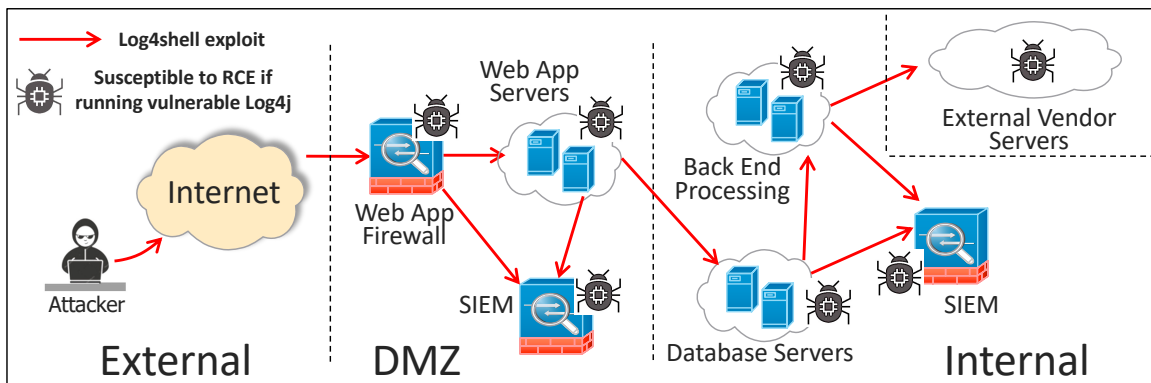 Log4shell exploit
Susceptible to RCE if
running vulnerable Log4j
Internet
Attacker
External
Web App
Firewall
Web App
Servers
SIEM
DMZ
Back End
Processing
Database Servers
External Vendor
Servers
SIEM
Internal